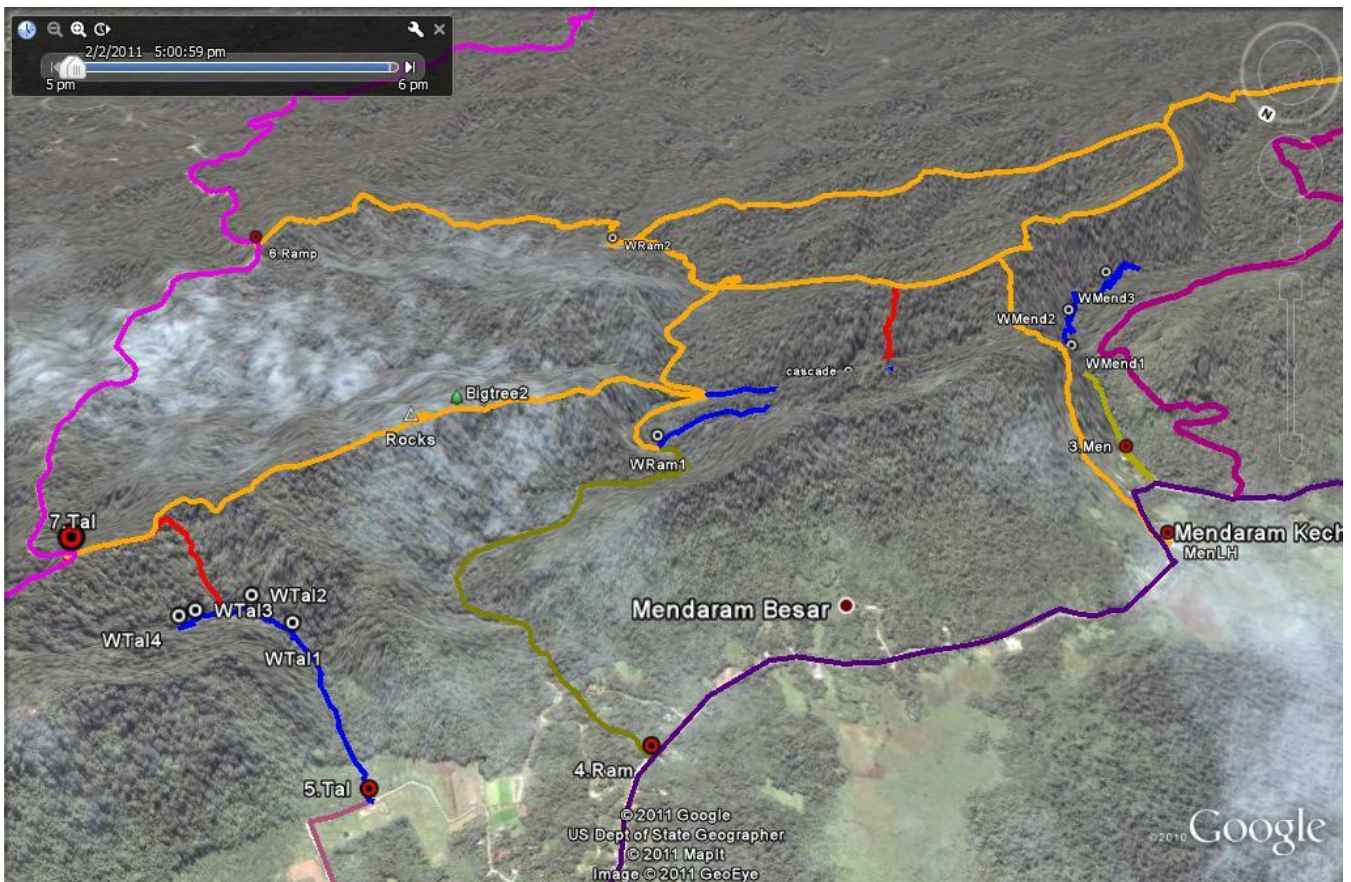 2/2/2011 5:00:59 pm
5 pm
6 pm
N
6.Ramp
WRam2
WMend3
WMend2
WMend1
cascade
Bigtree2
Rocks
3.Men
WRam1
7.Tal
Mendaram Kech
MenLH
WTal2
WTal3
WTal4
WTal1
Mendaram Besar
4.Ram
5.Tal
© 2011 Google
US Dept of State Geographer
© 2011 MapIt
Image © 2011 GeoEye
©2010 Google